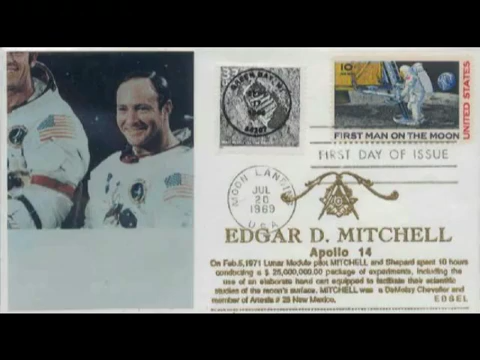 10¢
UNITED STATES
FIRST MAN ON THE MOON
FIRST DAY OF ISSUE
MOON LANDING
JUL
20
1969
USA
EDGAR D. MITCHELL
Apollo 14
On Feb.5,1971 Lunar Module pilot MITCHELL and Shepard spent 10 hours
conducting a $ 25,000,000.00 package of experiments, including the
use of an elaborate hand cart equipped to facilitate their scientific
studies of the moon's surface. MITCHELL was a DeMolay Chevalier and
member of Artesia # 28 New Mexico.
EDSEL